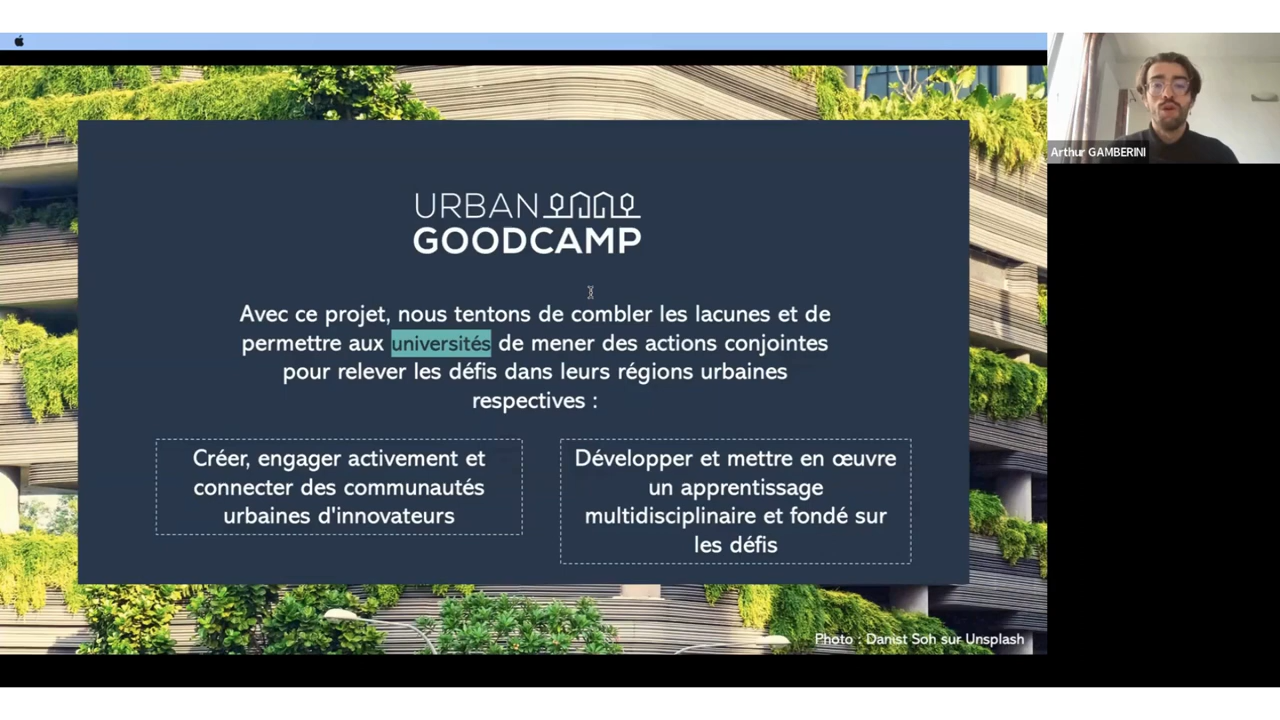 Arthur GAMBERINI
URBAN
GOODCAMP
Avec ce projet, nous tentons de combler les lacunes et de
permettre aux universités de mener des actions conjointes
pour relever les défis dans leurs régions urbaines
respectives :
Créer, engager activement et
connecter des communautés
urbaines d'innovateurs
Développer et mettre en œuvre
un apprentissage
multidisciplinaire et fondé sur
les défis
Photo : Danist Soh sur Unsplash